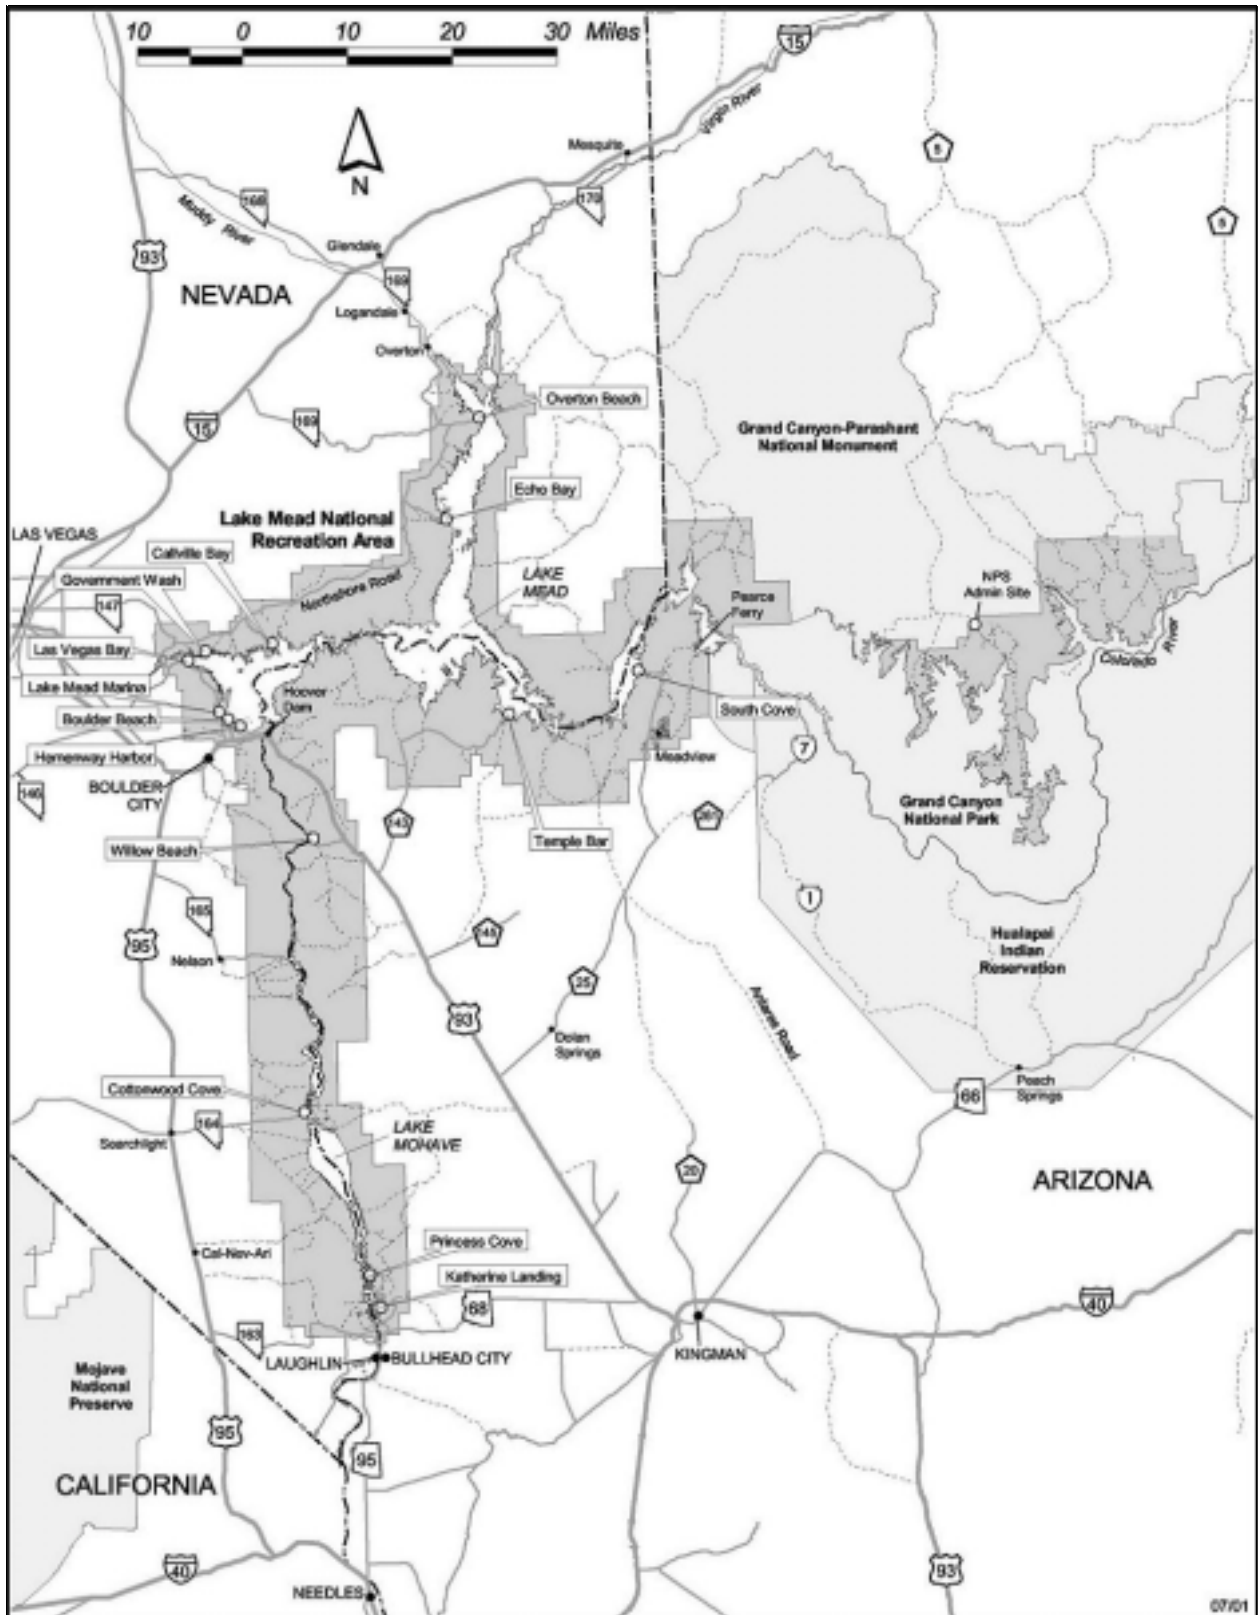 10 0 10 20 30 Miles
N
15
Virgin River
Mesquite
5
168
170
Muddy River
5
93
Glendale
NEVADA
169
Logandale
Overton
Overton Beach
169
15
Grand Canyon-Parashant
National Monument
Echo Bay
Lake Mead National
Recreation Area
LAS VEGAS
Callville Bay
Government Wash
Northshore Road
LAKE
MEAD
NPS
Admin Site
147
Pearce
Ferry
Las Vegas Bay
Colorado River
Lake Mead Marina
Hoover
Dam
Boulder Beach
South Cove
Hemenway Harbor
7
Meadview
BOULDER
CITY
146
Grand Canyon
National Park
261
143
Temple Bar
Willow Beach
1
165
145
95
Hualapai
Indian
Reservation
Nelson
25
Antares Road
93
Dolan
Springs
Peach
Springs
Cottonwood Cove
66
164
LAKE
MOHAVE
Searchlight
20
ARIZONA
Princess Cove
Cal-Nev-Ari
Katherine Landing
68
40
163
KINGMAN
LAUGHLIN
BULLHEAD CITY
Mojave
National
Preserve
95
95
CALIFORNIA
40
93
NEEDLES
07/01